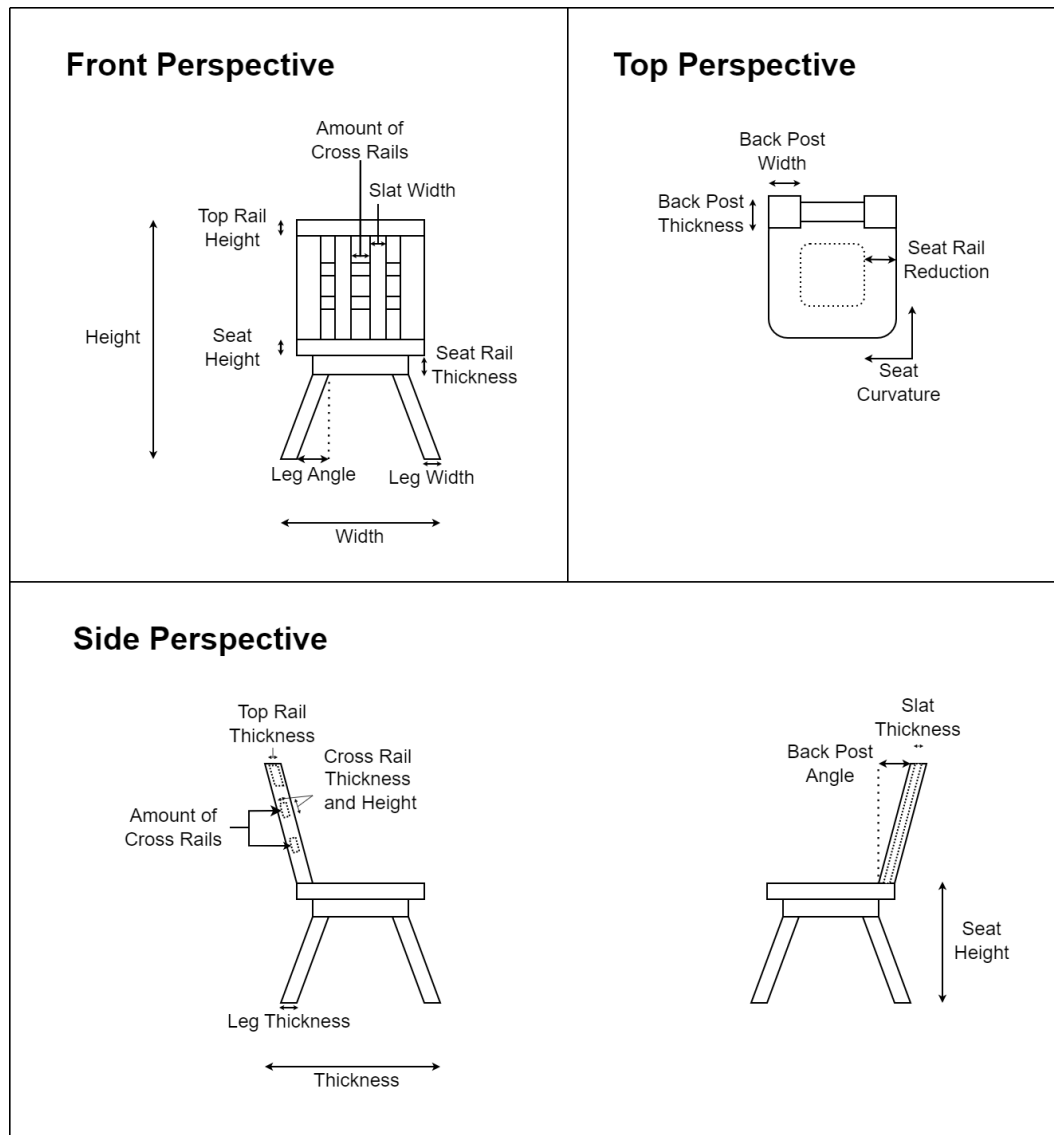 Front Perspective
Amount of
Cross Rails
Slat Width
Top Rail
Height
Height
Seat
Height
Seat Rail
Thickness
Leg Angle
Leg Width
Width
Top Perspective
Back Post
Width
Back Post
Thickness
Seat Rail
Reduction
Seat
Curvature
Side Perspective
Top Rail
Thickness
Cross Rail
Thickness
and Height
Amount of
Cross Rails
Leg Thickness
Thickness
Slat
Thickness
Back Post
Angle
Seat
Height